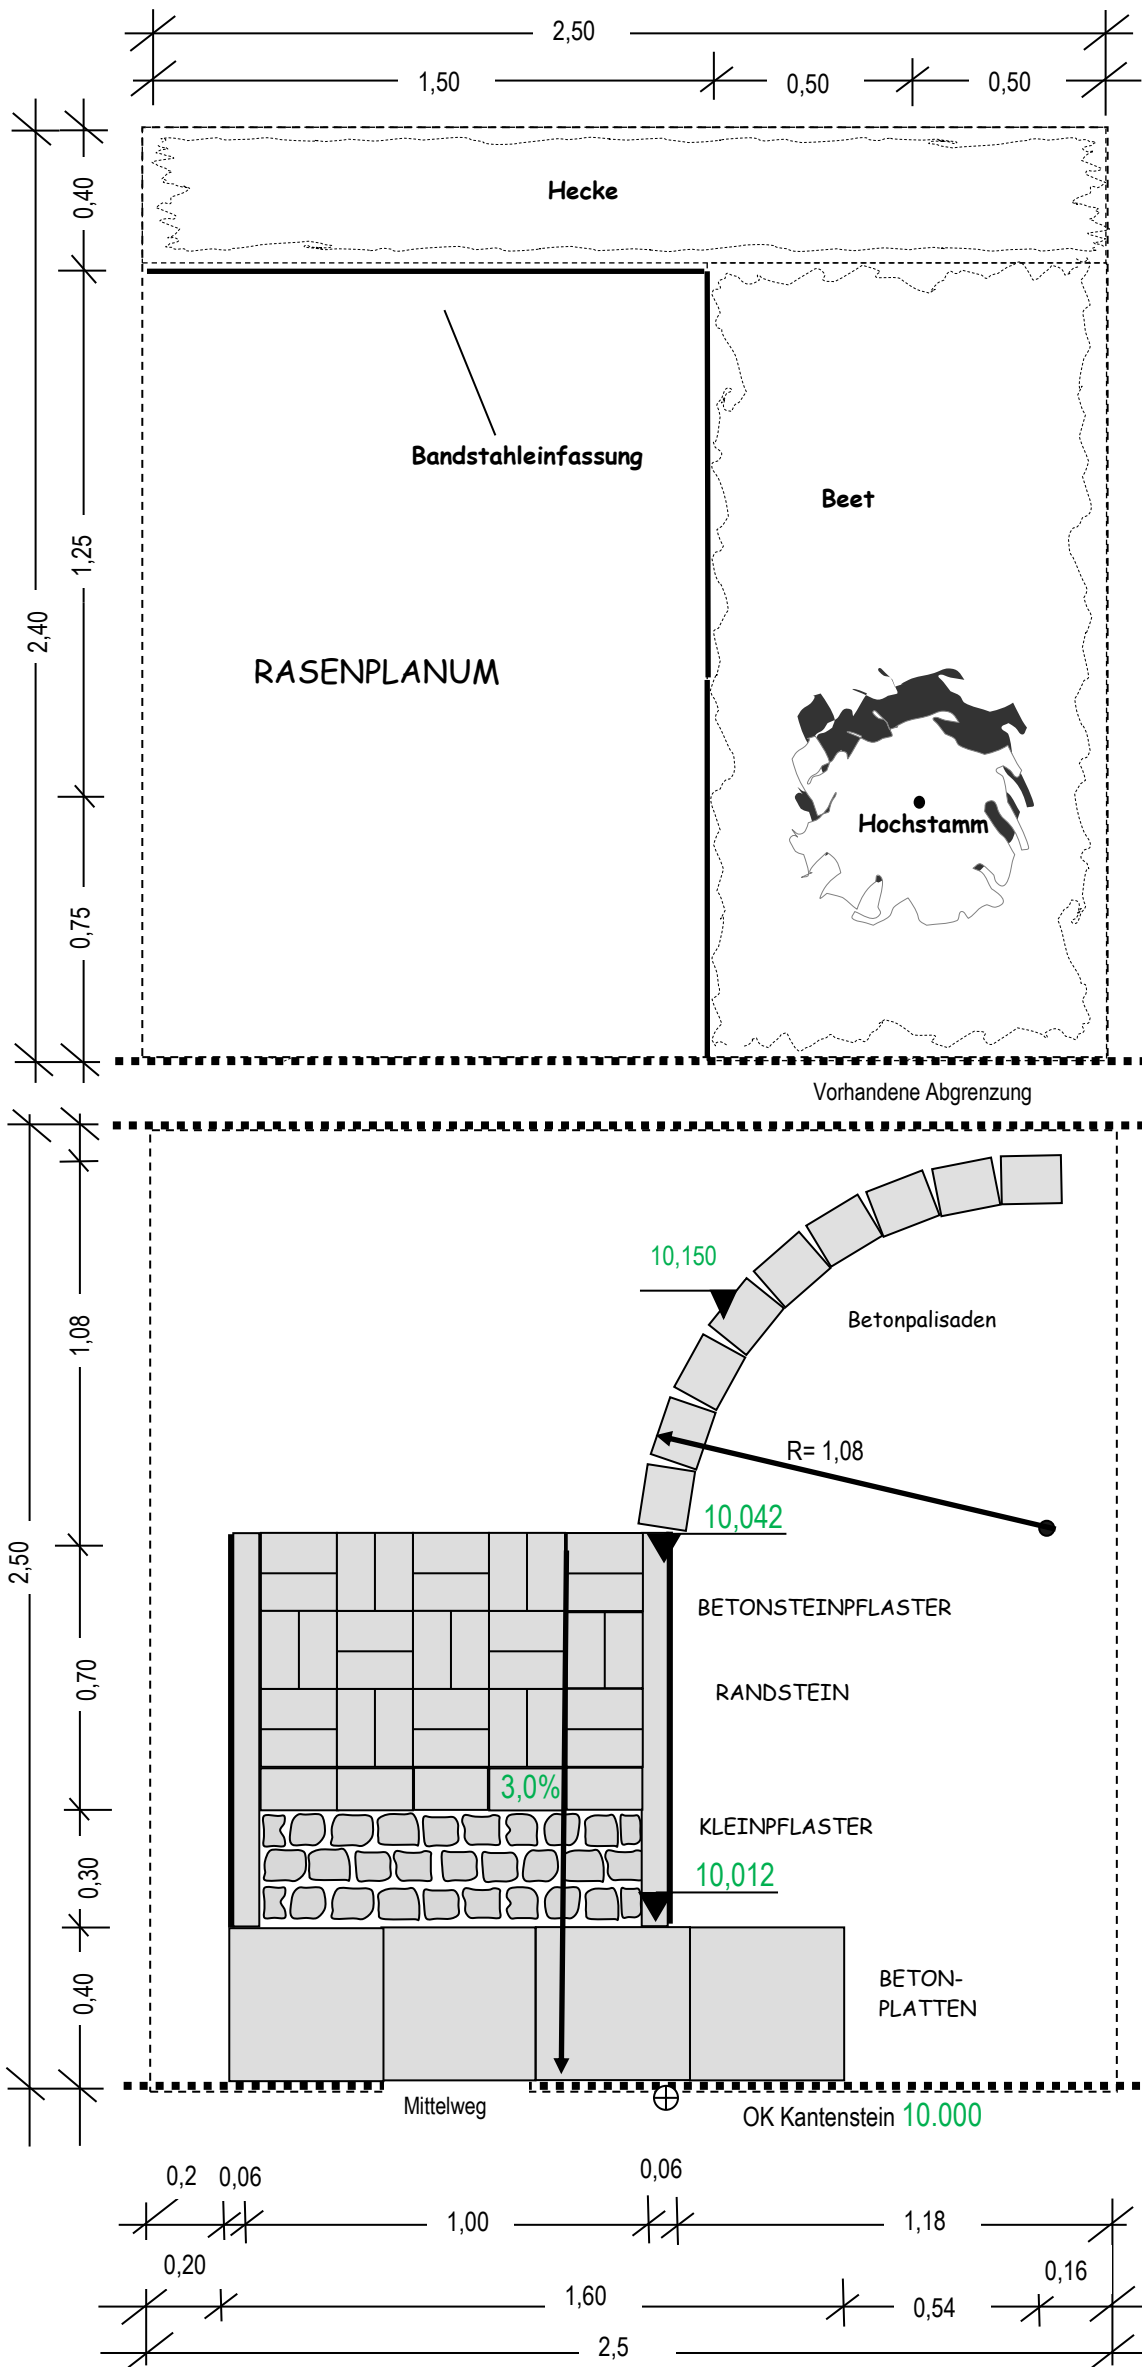 2,50
1,50
0,50
0,50
0,40
Hecke
Bandstahleinfassung
Beet
1,25
2,40
RASENPLANUM
Hochstamm
0,75
Vorhandene Abgrenzung
10,150
Betonpalisaden
1,08
R= 1,08
10,042
2,50
BETONSTEINPFLASTER
0,70
RANDSTEIN
3,0%
KLEINPFLASTER
10,012
0,30
BETON-
PLATTEN
0,40
Mittelweg
OK Kantenstein 10.000
0,2
0,06
0,06
1,00
1,18
0,20
0,16
1,60
0,54
2,5